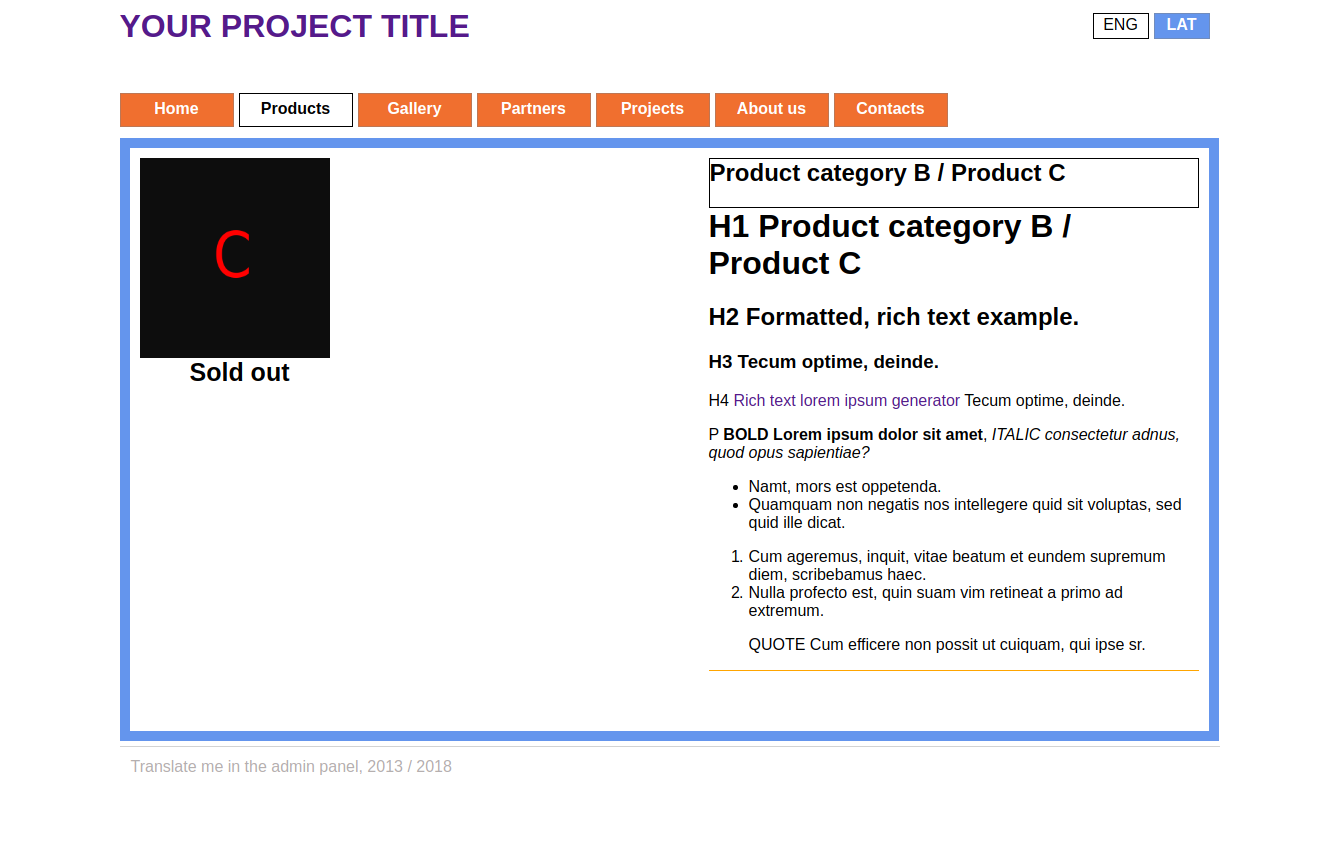 YOUR PROJECT TITLE
ENG
LAT
Home
Products
Gallery
Partners
Projects
About us
Contacts
C
Sold out
Product category B / Product C
H1 Product category B /
Product C
H2 Formatted, rich text example.
H3 Tecum optime, deinde.
H4 Rich text lorem ipsum generator Tecum optime, deinde.
P BOLD Lorem ipsum dolor sit amet, ITALIC consectetur adnus,
quod opus sapientiae?
• Namt, mors est oppetenda.
• Quamquam non negatis nos intellegere quid sit voluptas, sed
quid ille dicat.
1. Cum ageremus, inquit, vitae beatum et eundem supremum
diem, scribebamus haec.
2. Nulla profecto est, quin suam vim retineat a primo ad
extremum.
QUOTE Cum efficere non possit ut cuiquam, qui ipse sr.
Translate me in the admin panel, 2013 / 2018